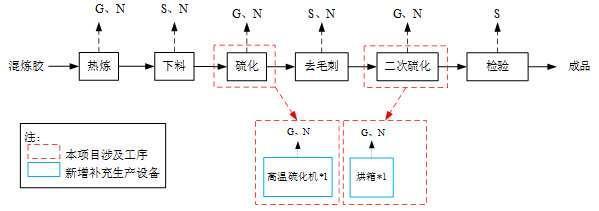 G、N
S、N
G、N
S、N
G、N
S
混炼胶
热炼
下料
硫化
去毛刺
二次硫化
检验
成品
G、N
G、N
高温硫化机*1
烘箱*1
注：
本项目涉及工序
新增补充生产设备